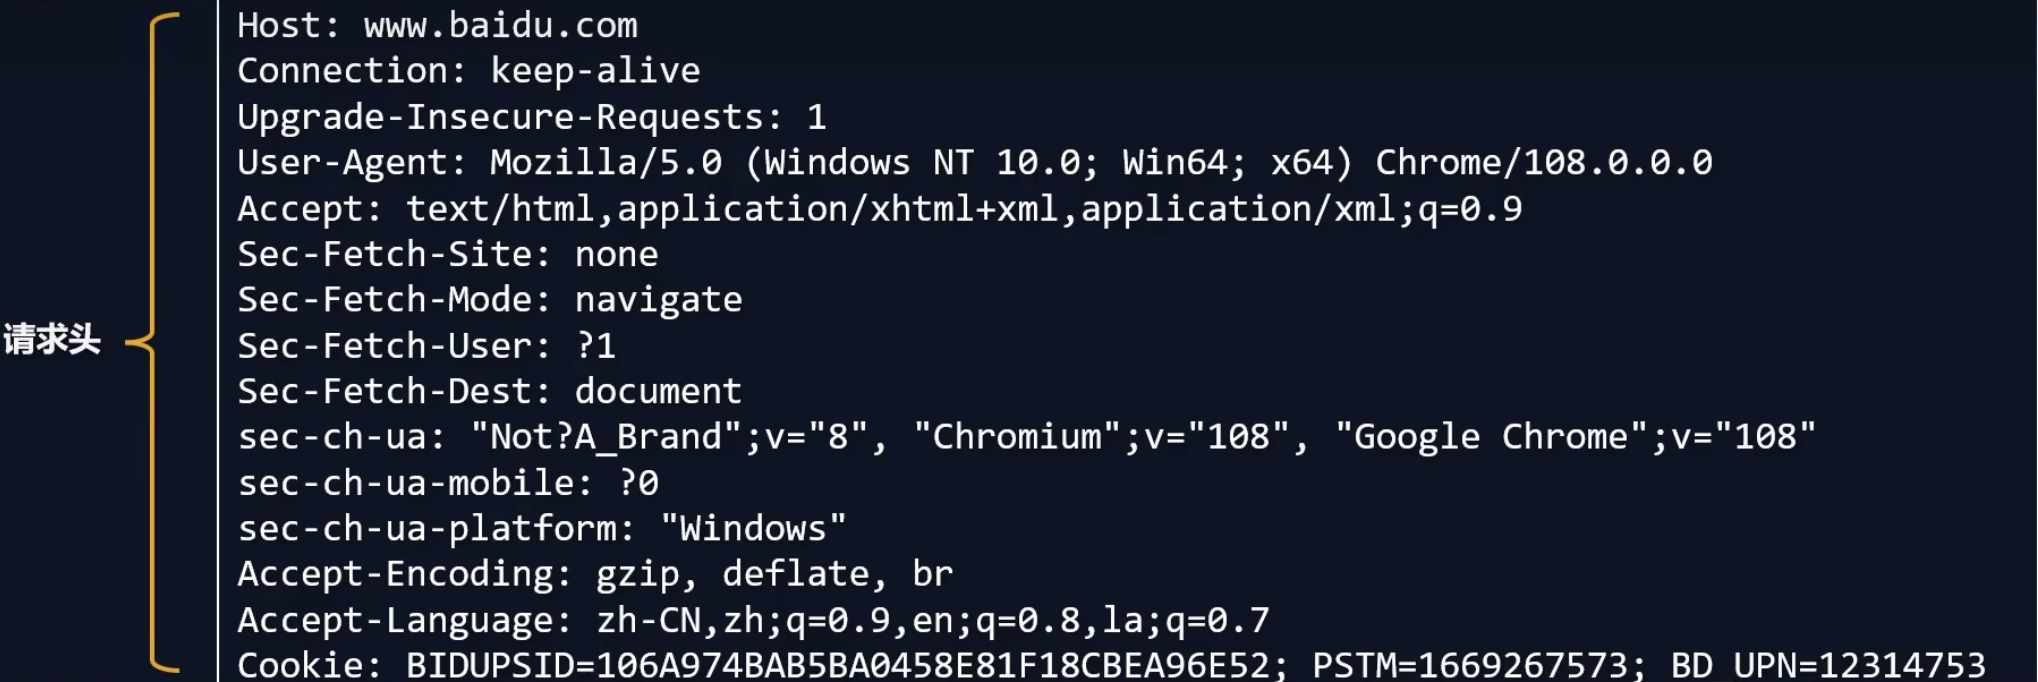 Host: www.baidu.com
Connection: keep-alive
Upgrade-Insecure-Requests: 1
User-Agent: Mozilla/5.0 (Windows NT 10.0; Win64; x64) Chrome/108.0.0.0
Accept: text/html,application/xhtml+xml,application/xml;q=0.9
Sec-Fetch-Site: none
Sec-Fetch-Mode: navigate
请求头
Sec-Fetch-User: ?1
Sec-Fetch-Dest: document
sec-ch-ua: "Not?A_Brand";v="8", "Chromium";v="108", "Google Chrome";v="108"
sec-ch-ua-mobile: ?0
sec-ch-ua-platform: "Windows"
Accept-Encoding: gzip, deflate, br
Accept-Language: zh-CN,zh;q=0.9,en;q=0.8,la;q=0.7
Cookie: BIDUPSID=106A974BAB5BA0458E81F18CBEA96E52; PSTM=1669267573; BD UPN=12314753